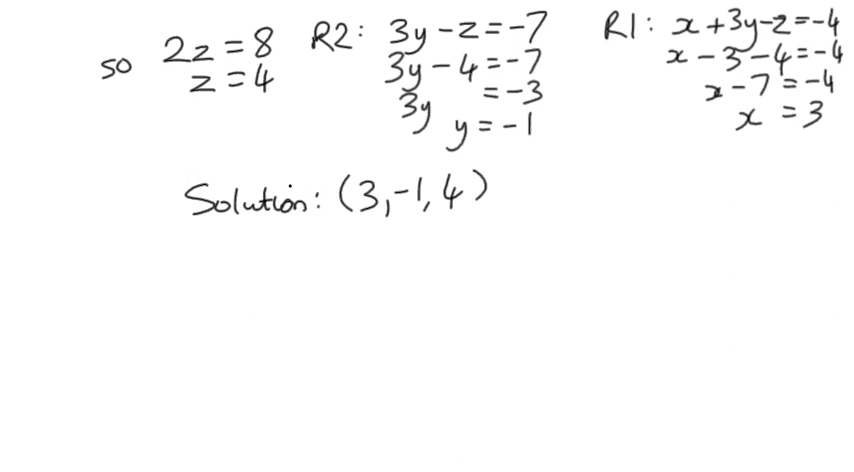 so 2z = 8
z = 4
R2: 3y - z = -7
3y - 4 = -7
3y = -3
y = -1
R1: x + 3y - z = -4
x - 3 - 4 = -4
x - 7 = -4
x = 3
Solution: (3, -1, 4)